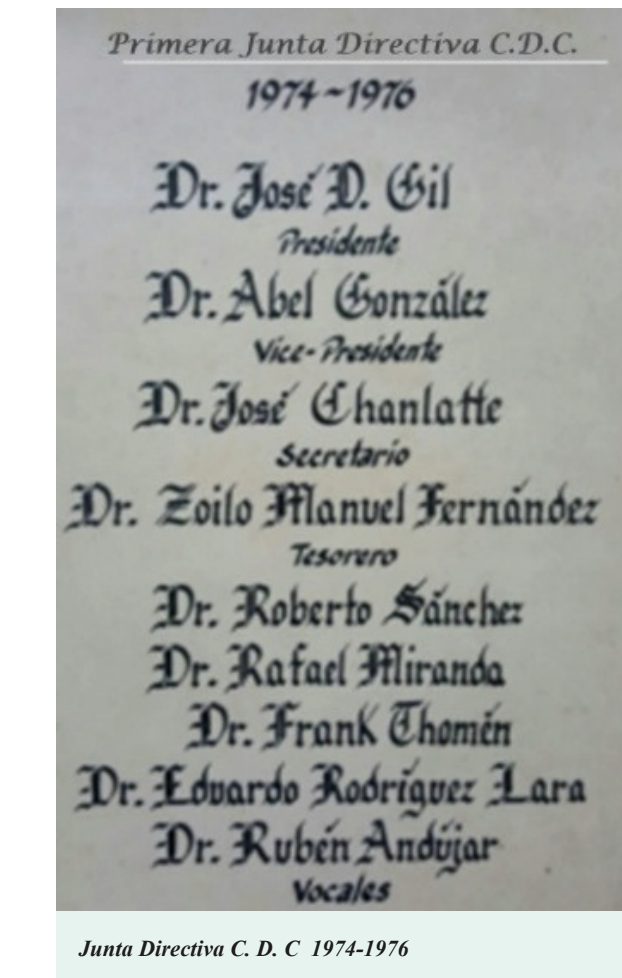 Primera Junta Directiva C.D.C.
1974~1976
Dr. José D. Gil
Presidente
Dr. Abel González
Vice-Presidente
Dr. José Chanlatte
Secretario
Dr. Zoilo Manuel Fernández
Tesorero
Dr. Roberto Sánchez
Dr. Rafael Miranda
Dr. Frank Thomén
Dr. Eduardo Rodríguez Lara
Dr. Rubén Andújar
Vocales
Junta Directiva C. D. C 1974-1976